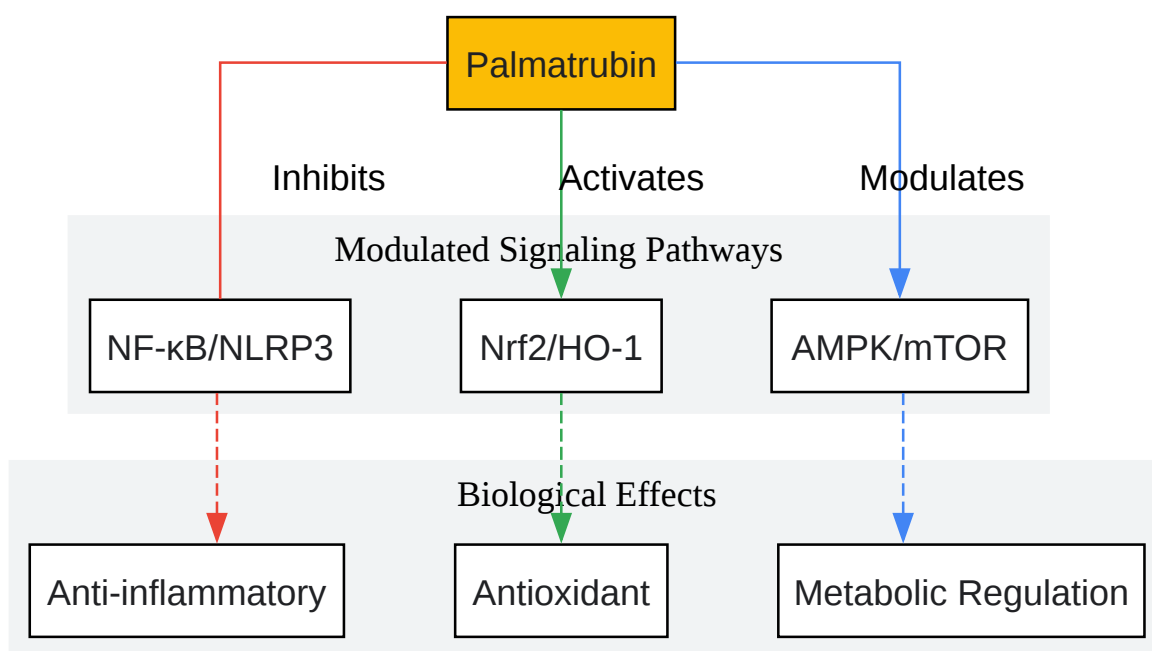 Palmatrubin
Inhibits
Activates
Modulates
Modulated Signaling Pathways
NF-κB/NLRP3
Nrf2/HO-1
AMPK/mTOR
Biological Effects
Anti-inflammatory
Antioxidant
Metabolic Regulation